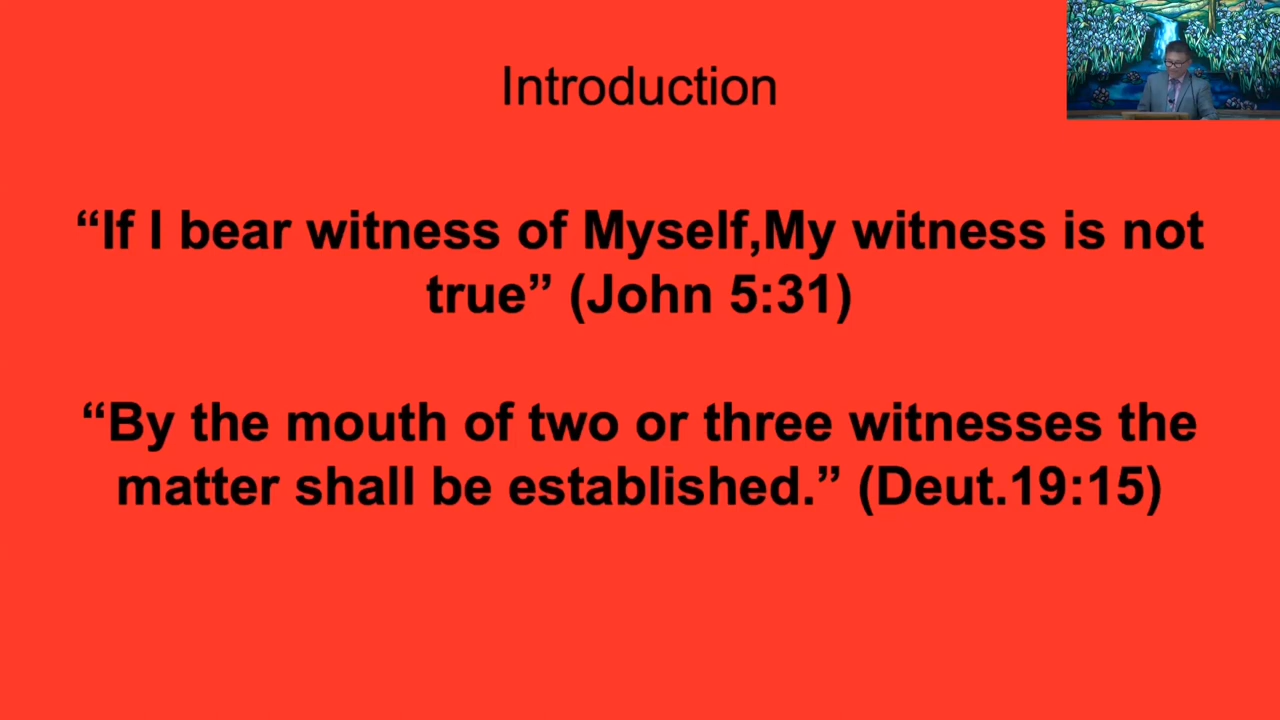 Introduction
“If I bear witness of Myself,My witness is not
true” (John 5:31)
“By the mouth of two or three witnesses the
matter shall be established.” (Deut.19:15)